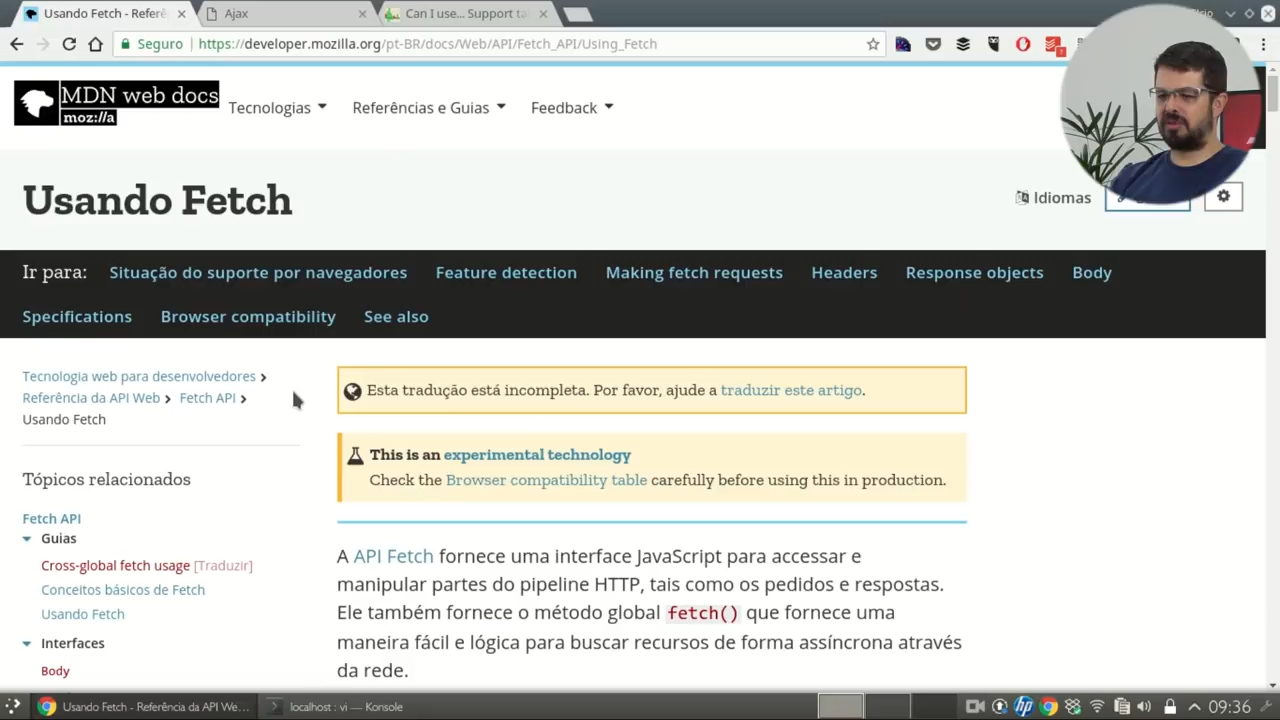 Usando Fetch - Referê
Ajax
Can I use... Support ta
Seguro
https://developer.mozilla.org/pt-BR/docs/Web/API/Fetch_API/Using_Fetch
MDN web docs
moz://a
Tecnologias
Referências e Guias
Feedback
Usando Fetch
Idiomas
Ir para:
Situação do suporte por navegadores
Feature detection
Making fetch requests
Headers
Response objects
Body
Specifications
Browser compatibility
See also
Tecnologia web para desenvolvedores
Referência da API Web
Fetch API
Usando Fetch
Tópicos relacionados
Fetch API
Guias
Cross-global fetch usage [Traduzir]
Conceitos básicos de Fetch
Usando Fetch
Interfaces
Body
Esta tradução está incompleta. Por favor, ajude a traduzir este artigo.
This is an experimental technology
Check the Browser compatibility table carefully before using this in production.
A API Fetch fornece uma interface JavaScript para accessar e
manipular partes do pipeline HTTP, tais como os pedidos e respostas.
Ele também fornece o método global fetch() que fornece uma
maneira fácil e lógica para buscar recursos de forma assíncrona através
da rede.
Usando Fetch - Referência da API We...
localhost : vi — Konsole
hp
09:36